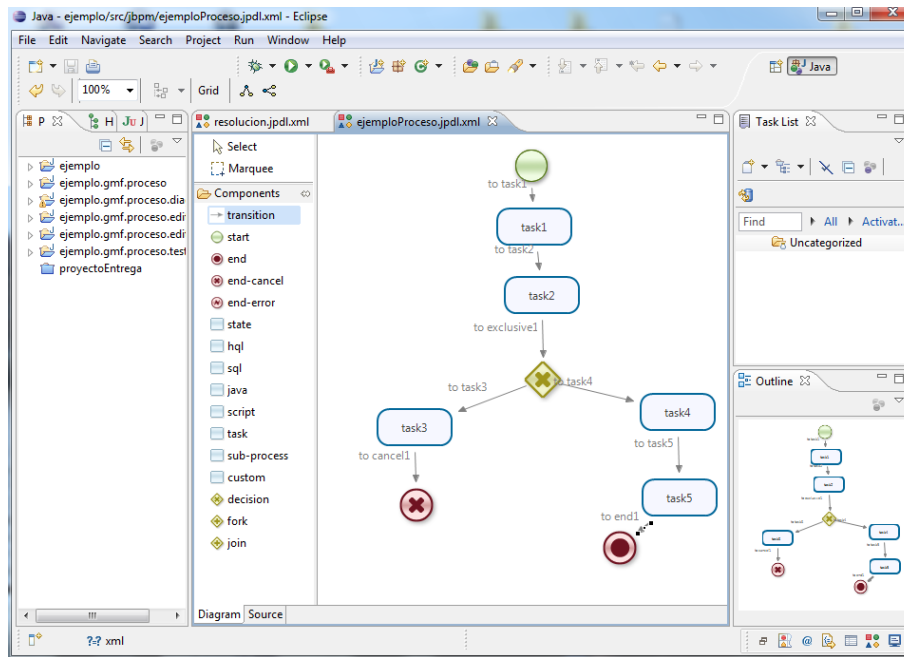 Java - ejemplo/src/jbpm/ejemploProceso.jpdl.xml - Eclipse
File Edit Navigate Search Project Run Window Help
Java
100% Grid
P H Ju J
resolucion.jpdl.xml ejemploProceso.jpdl.xml
Task List
ejemplo
ejemplo.gmf.proceso
ejemplo.gmf.proceso.dia
ejemplo.gmf.proceso.edi
ejemplo.gmf.proceso.edi
ejemplo.gmf.proceso.test
proyectoEntrega
Select
Marquee
Components
transition
start
end
end-cancel
end-error
state
hql
sql
java
script
task
sub-process
custom
decision
fork
join
to task1
task1
to task2
task2
to exclusive1
to task3
to task4
task3
task4
to cancel1
to task5
task5
to end1
Find All Activat...
Uncategorized
Outline
Diagram Source
?-? xml